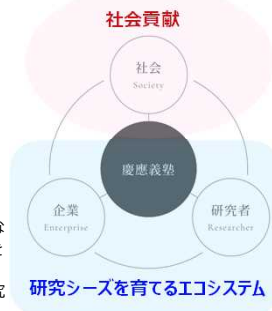 社会貢献
社会
Society
慶應義塾
企業
Enterprise
研究者
Researcher
な
研究シーズを育てるエコシステム